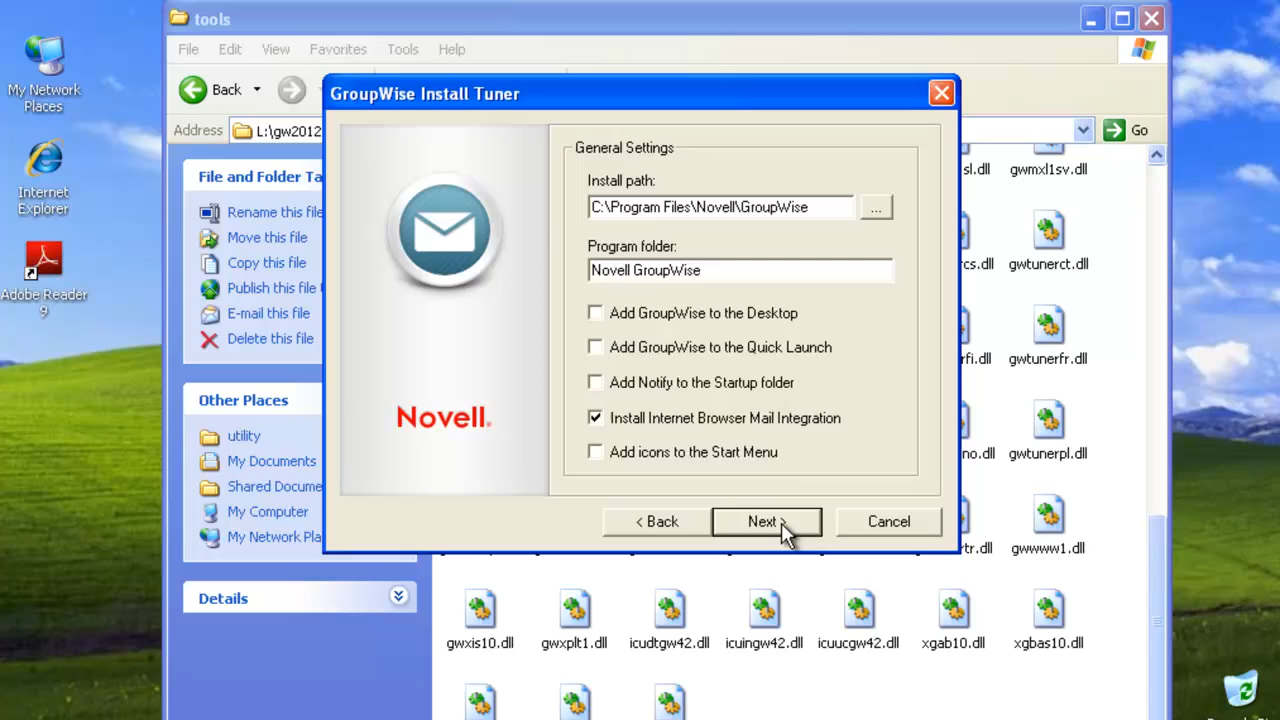 tools
File Edit View Favorites Tools Help
Back
Address L:\gw2012
Go
My Network Places
Internet Explorer
Adobe Reader 9
File and Folder Ta
Rename this file
Move this file
Copy this file
Publish this file
E-mail this file
Delete this file
Other Places
utility
My Documents
Shared Docume
My Computer
My Network Pla
Details
GroupWise Install Tuner
Novell.
General Settings
Install path:
C:\Program Files\Novell\GroupWise
...
Program folder:
Novell GroupWise
Add GroupWise to the Desktop
Add GroupWise to the Quick Launch
Add Notify to the Startup folder
Install Internet Browser Mail Integration
Add icons to the Start Menu
< Back Next > Cancel
sl.dll gwmxl1sv.dll
rcs.dll gwtunerct.dll
rfi.dll gwtunerfr.dll
no.dll gwtunerpl.dll
rtr.dll gwwww1.dll
gwxis10.dll gwxplt1.dll icudtgw42.dll icuingw42.dll icuucgw42.dll xgab10.dll xgbas10.dll